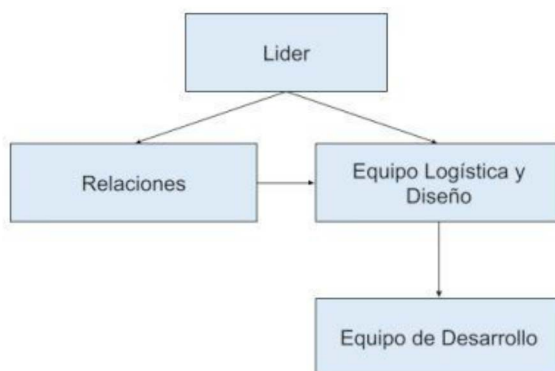 Lider
Relaciones
Equipo Logística y
Diseño
Equipo de Desarrollo